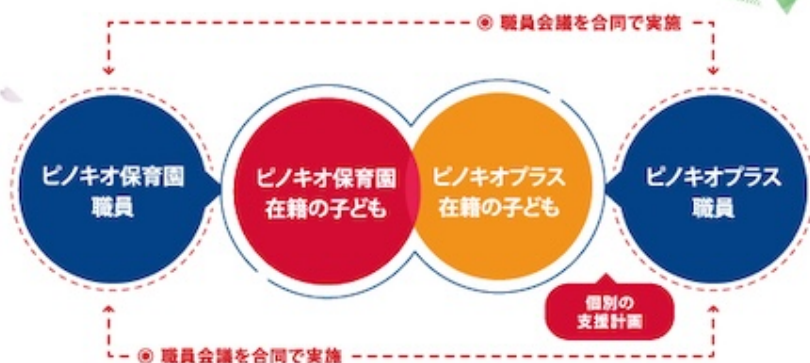 職員会議を合同で実施
ピノキオ保育園
職員
ピノキオ保育園
在籍の子ども
ピノキオプラス
在籍の子ども
ピノキオプラス
職員
個別の
支援計画
職員会議を合同で実施